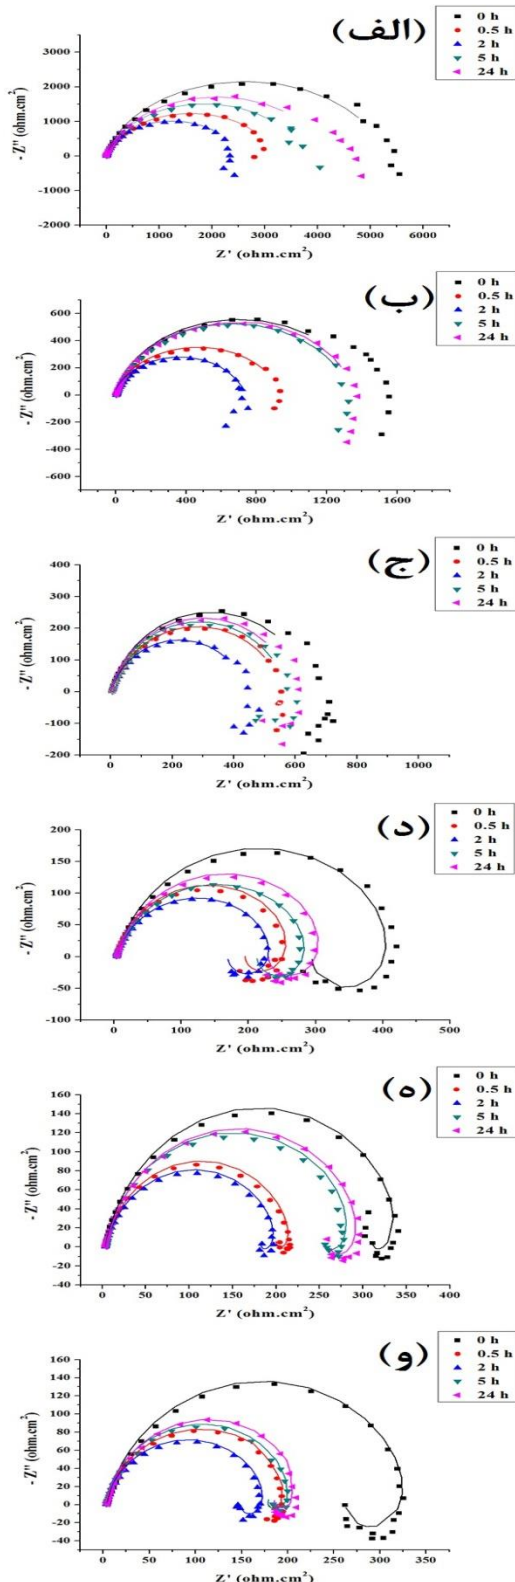 (الف)
0 h
0.5 h
2 h
5 h
24 h
- Z'' (ohm.cm²)
3000
2000
1000
0
-1000
-2000
0 1000 2000 3000 4000 5000 6000
Z' (ohm.cm²)
(ب)
0 h
0.5 h
2 h
5 h
24 h
- Z'' (ohm.cm²)
600
400
200
0
-200
-400
-600
0 400 800 1200 1600
Z' (ohm.cm²)
(ج)
0 h
0.5 h
2 h
5 h
24 h
- Z'' (ohm.cm²)
400
300
200
100
0
-100
-200
0 200 400 600 800 1000
Z' (ohm.cm²)
(د)
0 h
0.5 h
2 h
5 h
24 h
- Z'' (ohm.cm²)
200
150
100
50
0
-50
-100
0 100 200 300 400 500
Z' (ohm.cm²)
(ه)
0 h
0.5 h
2 h
5 h
24 h
- Z'' (ohm.cm²)
160
140
120
100
80
60
40
20
0
-20
-40
0 50 100 150 200 250 300 350 400
Z' (ohm.cm²)
(و)
0 h
0.5 h
2 h
5 h
24 h
- Z'' (ohm.cm²)
160
140
120
100
80
60
40
20
0
-20
-40
0 50 100 150 200 250 300 350
Z' (ohm.cm²)